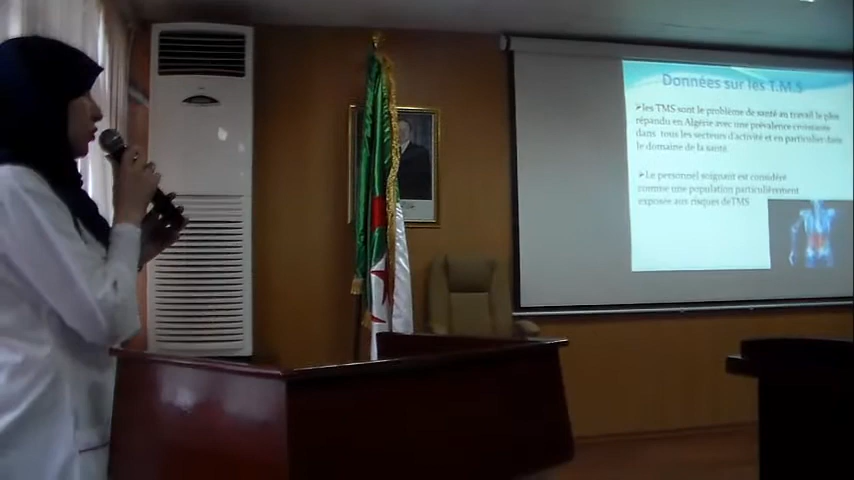 Données sur les T.M.S
➤les TMS sont le problème de santé au travail le plus
répandu en Algérie avec une prévalence croissante
dans tous les secteurs d'activité et en particulier dans
le domaine de la santé.
➤Le personnel soignant est considéré
comme une population particulièrement
exposée aux risques deTMS